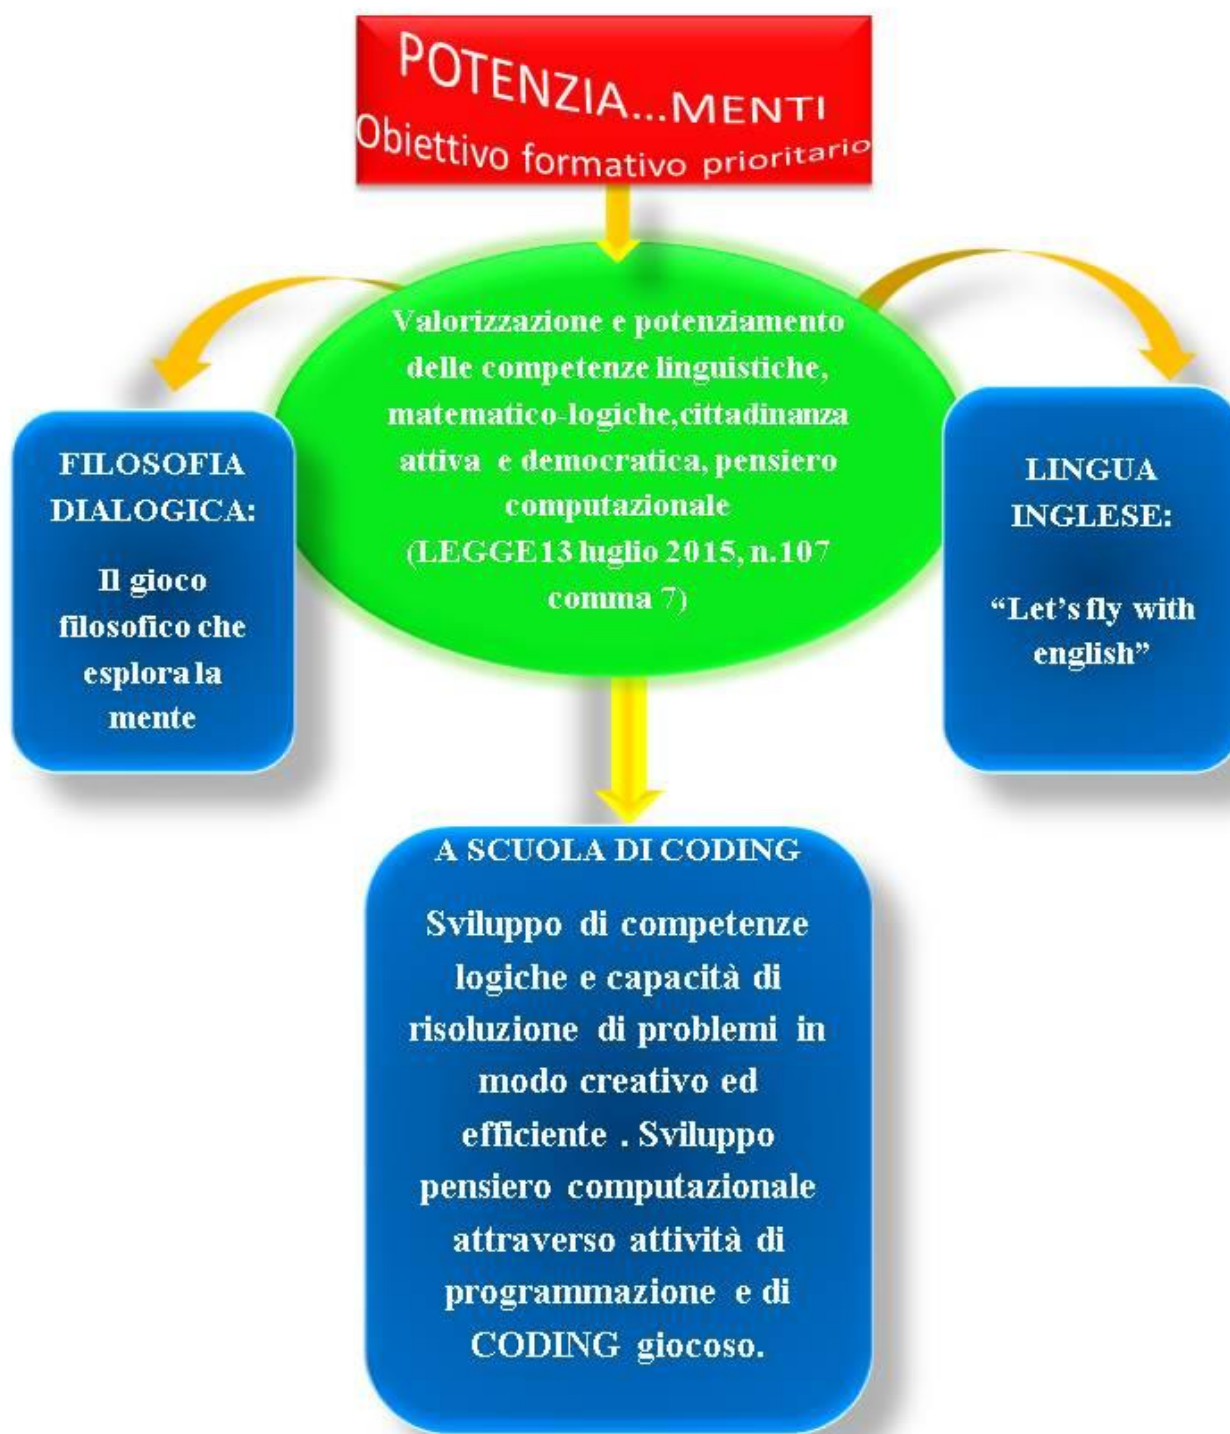 POTENZIA...MENTI
Obiettivo formativo prioritario
Valorizzazione e potenziamento
delle competenze linguistiche,
matematico-logiche,cittadinanza
attiva e democratica, pensiero
computazionale
(LEGGE13 luglio 2015, n.107
comma 7)
FILOSOFIA
DIALOGICA:
Il gioco
filosofico che
esplora la
mente
LINGUA
INGLESE:
“Let’s fly with
english”
A SCUOLA DI CODING
Sviluppo di competenze
logiche e capacità di
risoluzione di problemi in
modo creativo ed
efficiente . Sviluppo
pensiero computazionale
attraverso attività di
programmazione e di
CODING giocoso.